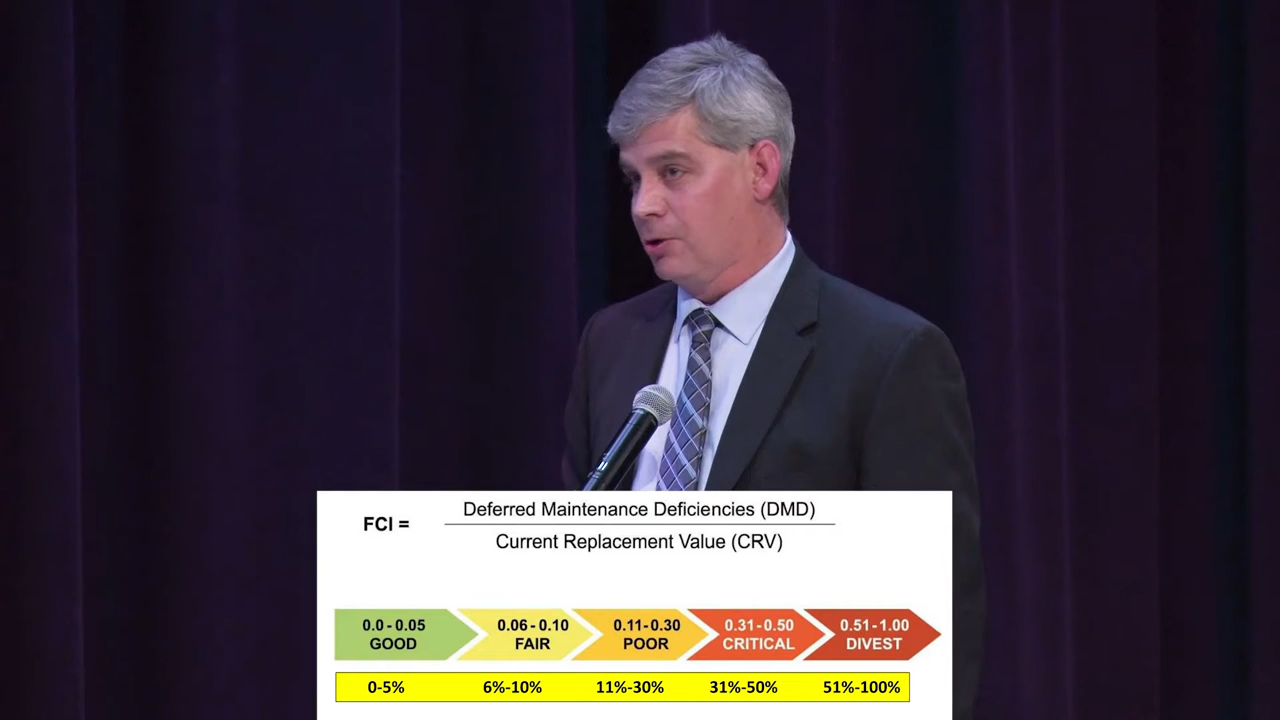 FCI =
Deferred Maintenance Deficiencies (DMD)
Current Replacement Value (CRV)
0.0 - 0.05 0.06 - 0.10 0.11 - 0.30 0.31 - 0.50 0.51 - 1.00
GOOD FAIR POOR CRITICAL DIVEST
0-5% 6%-10% 11%-30% 31%-50% 51%-100%